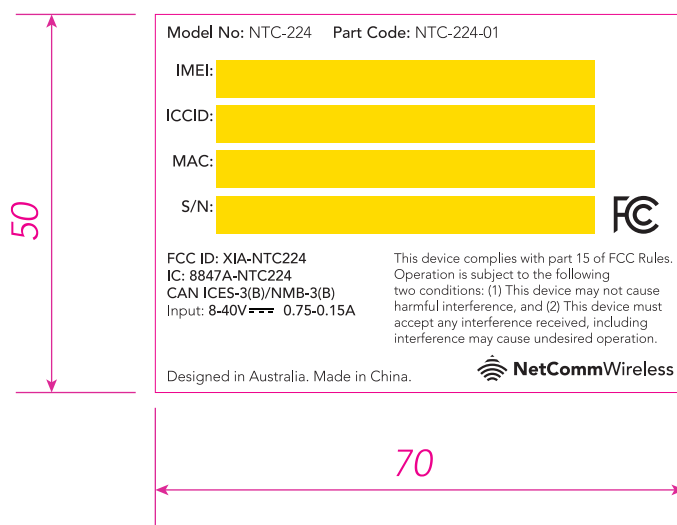 Model No: NTC-224 Part Code: NTC-224-01
IMEI:
ICCID:
MAC:
S/N:
FC
FCC ID: XIA-NTC224
IC: 8847A-NTC224
CAN ICES-3(B)/NMB-3(B)
Input: 8-40V 0.75-0.15A
This device complies with part 15 of FCC Rules.
Operation is subject to the following
two conditions: (1) This device may not cause
harmful interference, and (2) This device must
accept any interference received, including
interference may cause undesired operation.
Designed in Australia. Made in China.
NetCommWireless
50
70